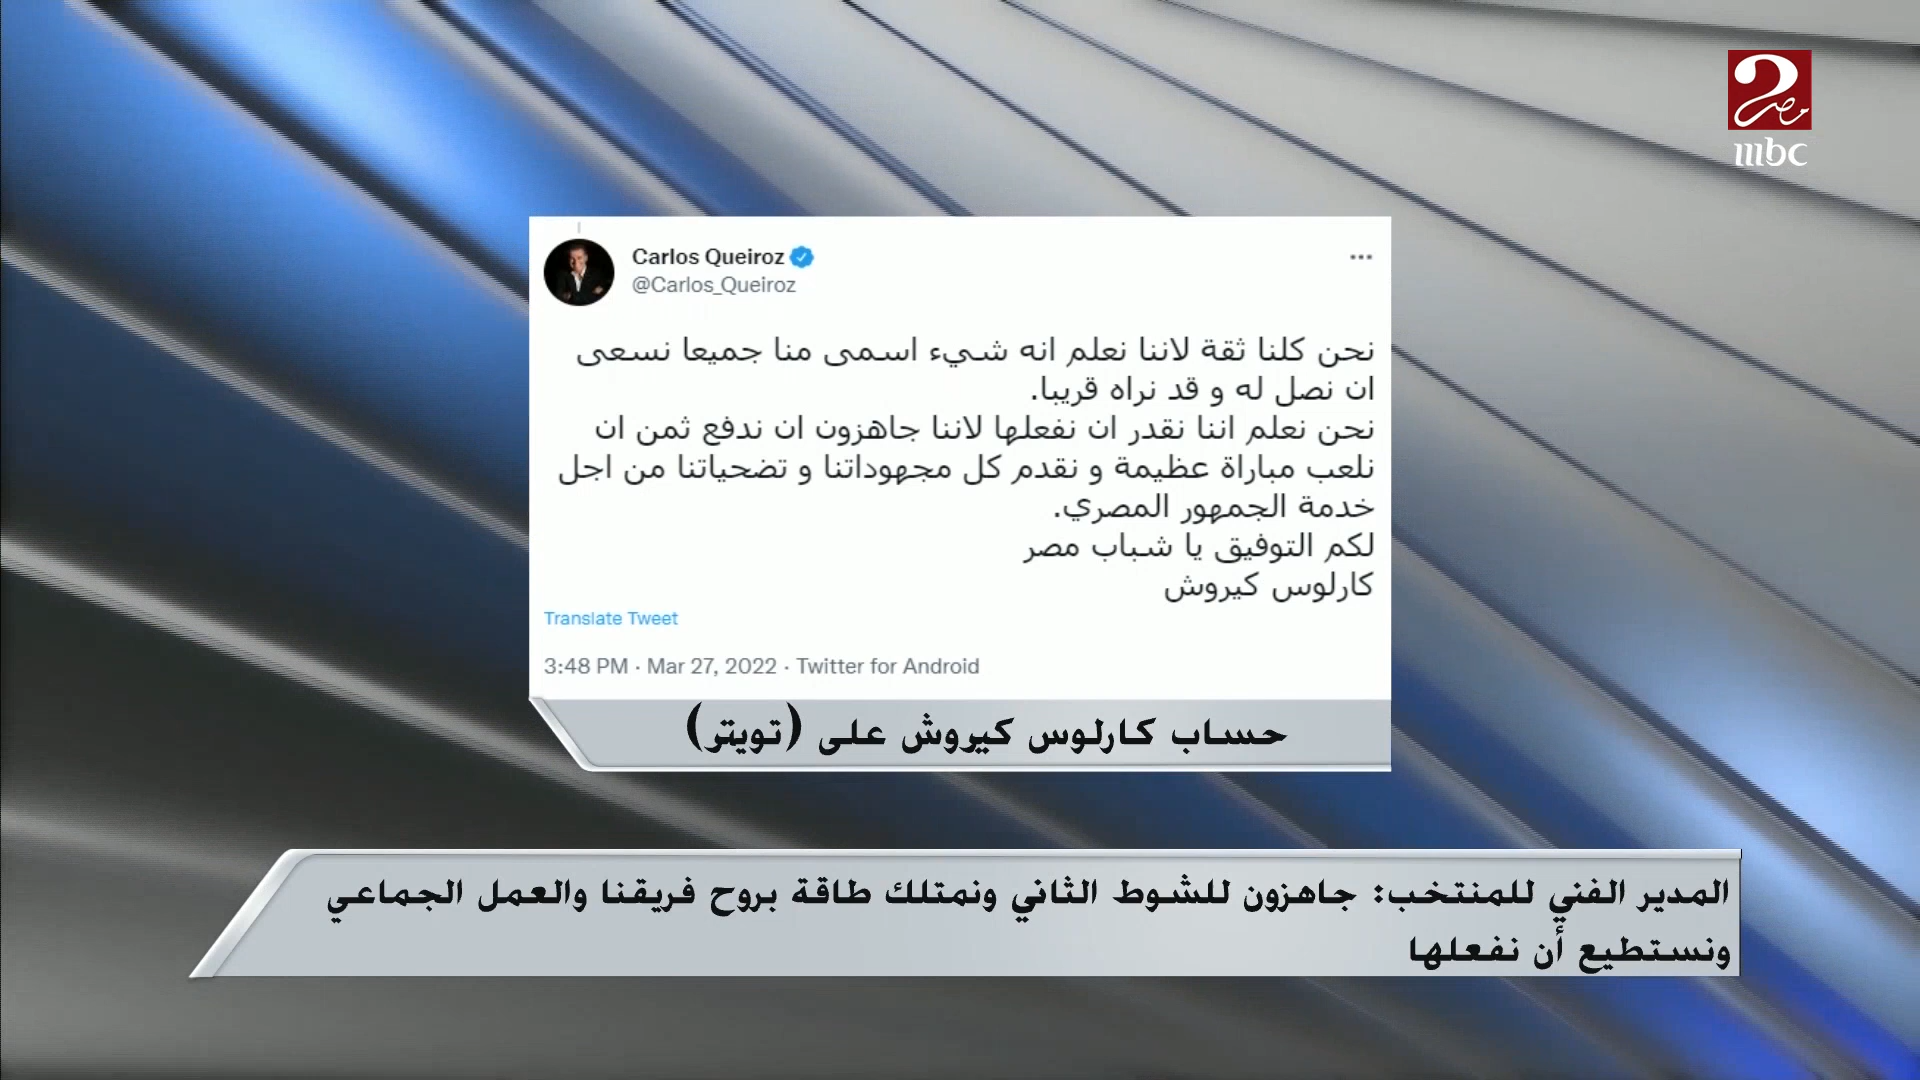 مصر
mbc
Carlos Queiroz
@Carlos_Queiroz
نحن كلنا ثقة لاننا نعلم انه شيء اسمى منا جميعا نسعى
ان نصل له و قد نراه قريبا.
نحن نعلم اننا نقدر ان نفعلها لاننا جاهزون ان ندفع ثمن ان
نلعب مباراة عظيمة و نقدم كل مجهوداتنا و تضحياتنا من اجل
خدمة الجمهور المصري.
لكم التوفيق يا شباب مصر
كارلوس كيروش
Translate Tweet
3:48 PM · Mar 27, 2022 · Twitter for Android
حساب كارلوس كيروش على (تويتر)
المدير الفني للمنتخب: جاهزون للشوط الثاني ونمتلك طاقة بروح فريقنا والعمل الجماعي
ونستطيع أن نفعلها